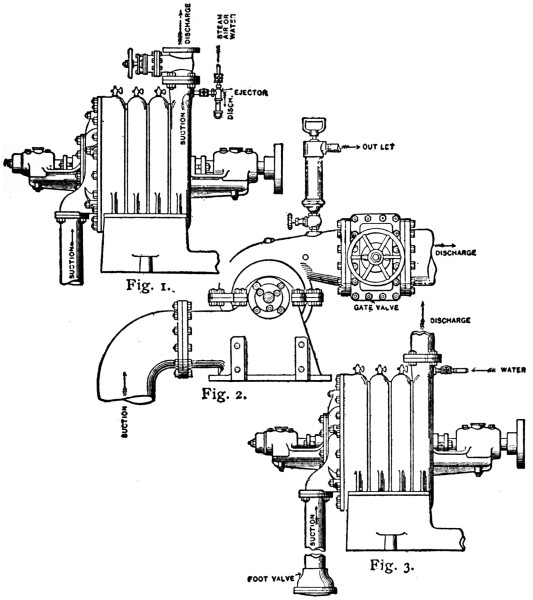 DISCHARGE
STEAM
AIR OR
WATER
EJECTOR
DISCH.
SUCTION
SUCTION
Fig. 1.
OUT LET
DISCHARGE
GATE VALVE
SUCTION
Fig. 2.
DISCHARGE
WATER
SUCTION
FOOT VALVE
Fig. 3.